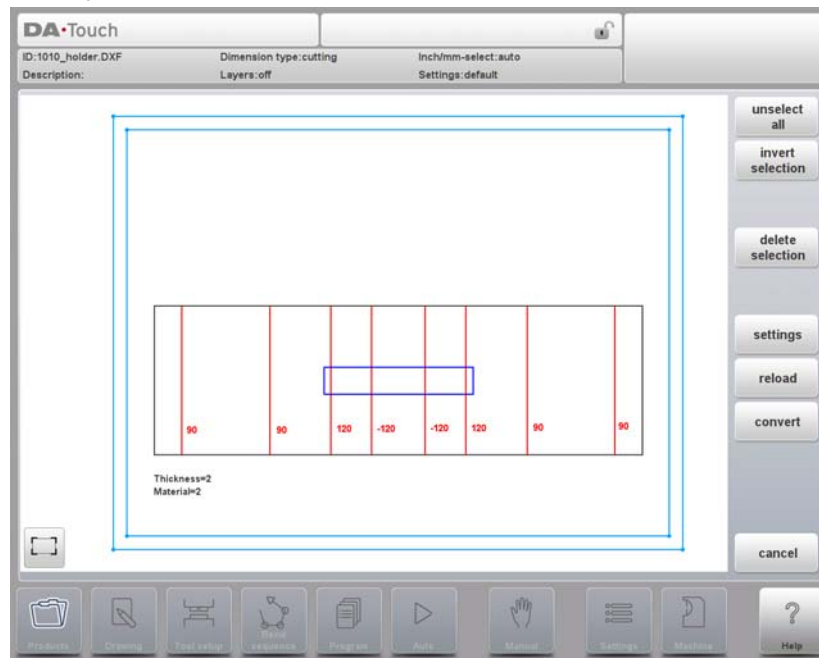 DA·Touch
ID:1010_holder.DXF Dimension type:cutting Inch/mm-select:auto
Description: Layers:off Settings:default
unselect
all
invert
selection
delete
selection
settings
reload
convert
cancel
90 90 120 -120 -120 120 90 90
Thickness=2
Material=2
Products Drawing Tool setup Bend
sequence Program Auto Manual Settings Machine Help
?